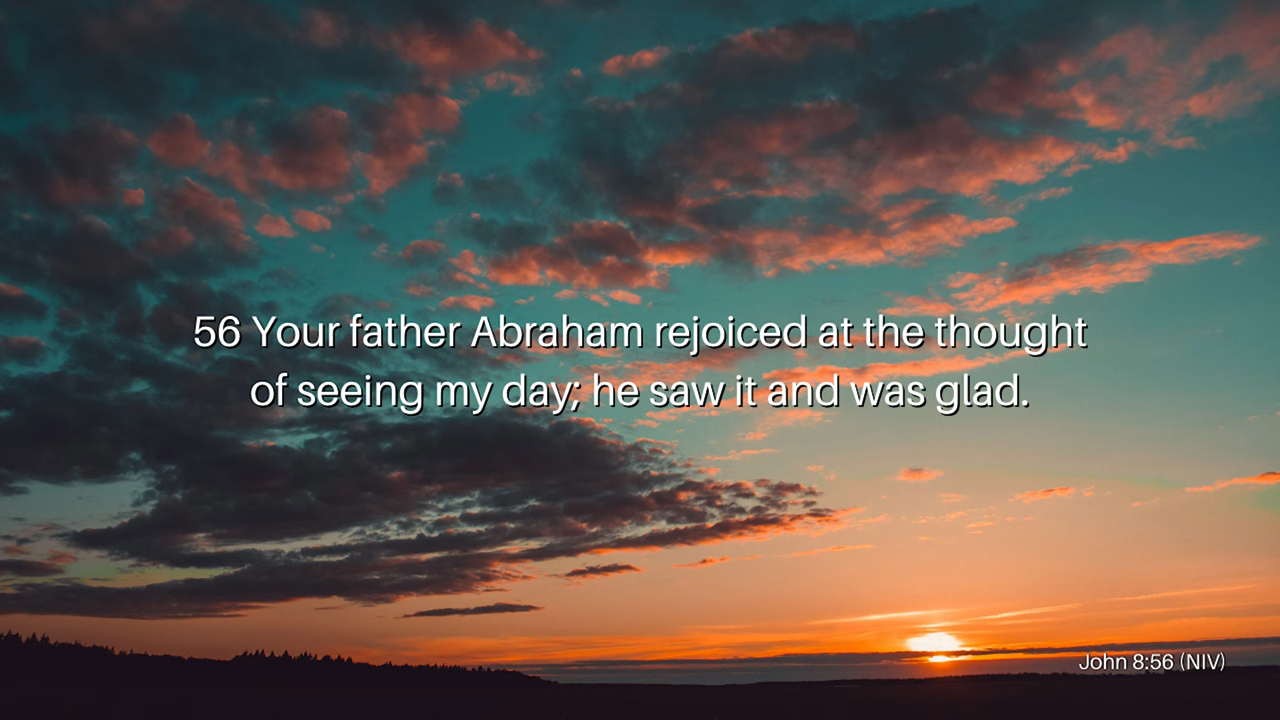 56 Your father Abraham rejoiced at the thought
of seeing my day; he saw it and was glad.
John 8:56 (NIV)